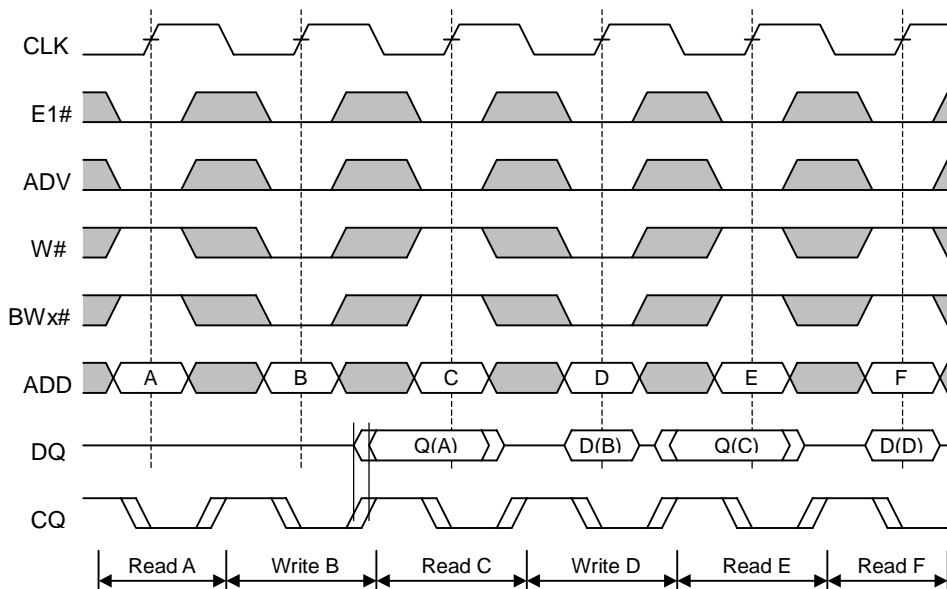 CLK
E1#
ADV
W#
BWx#
ADD A B C D E F
DQ Q(A) D(B) Q(C) D(D)
CQ
Read A Write B Read C Write D Read E Read F